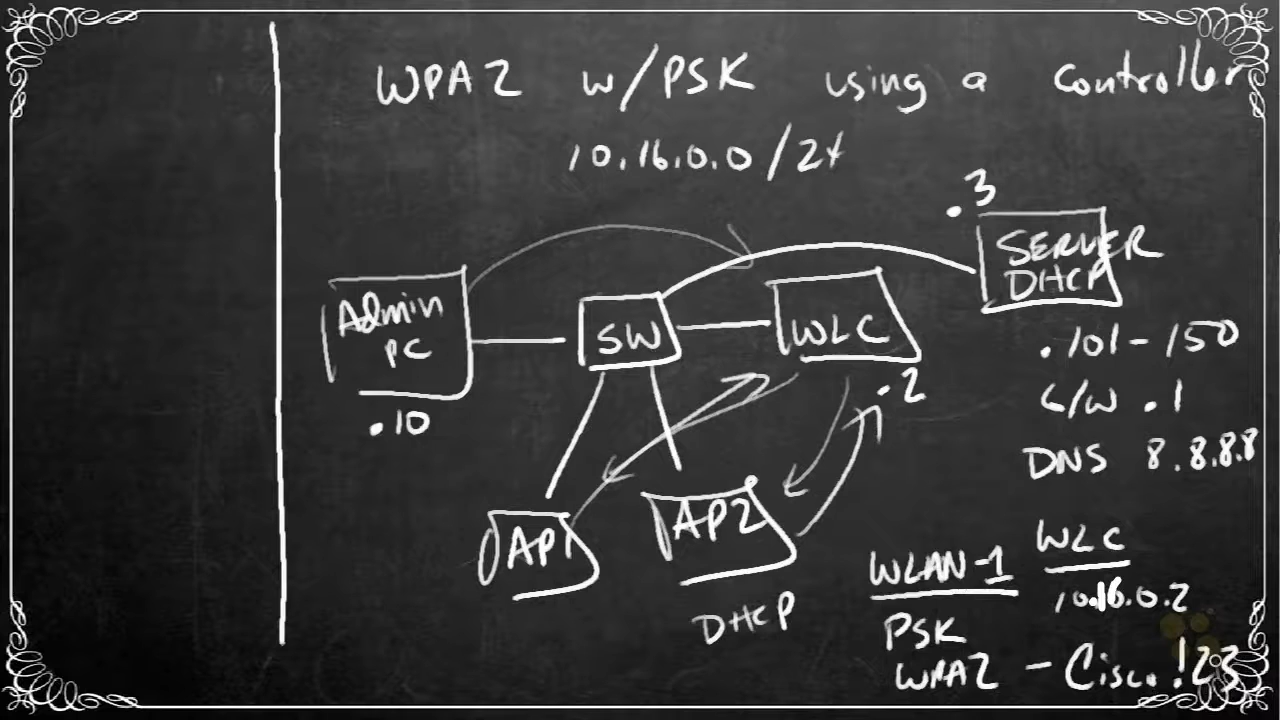 WPA2 w/PSK using a controller
10.16.0.0/24
.3
SERVER
DHCP
Admin
PC
.10
SW
WLC
.2
.101-150
G/W .1
DNS 8.8.8.8
AP1
AP2
DHCP
WLAN-1
PSK
WPA2 - Cisco!23
WLC
10.16.0.2